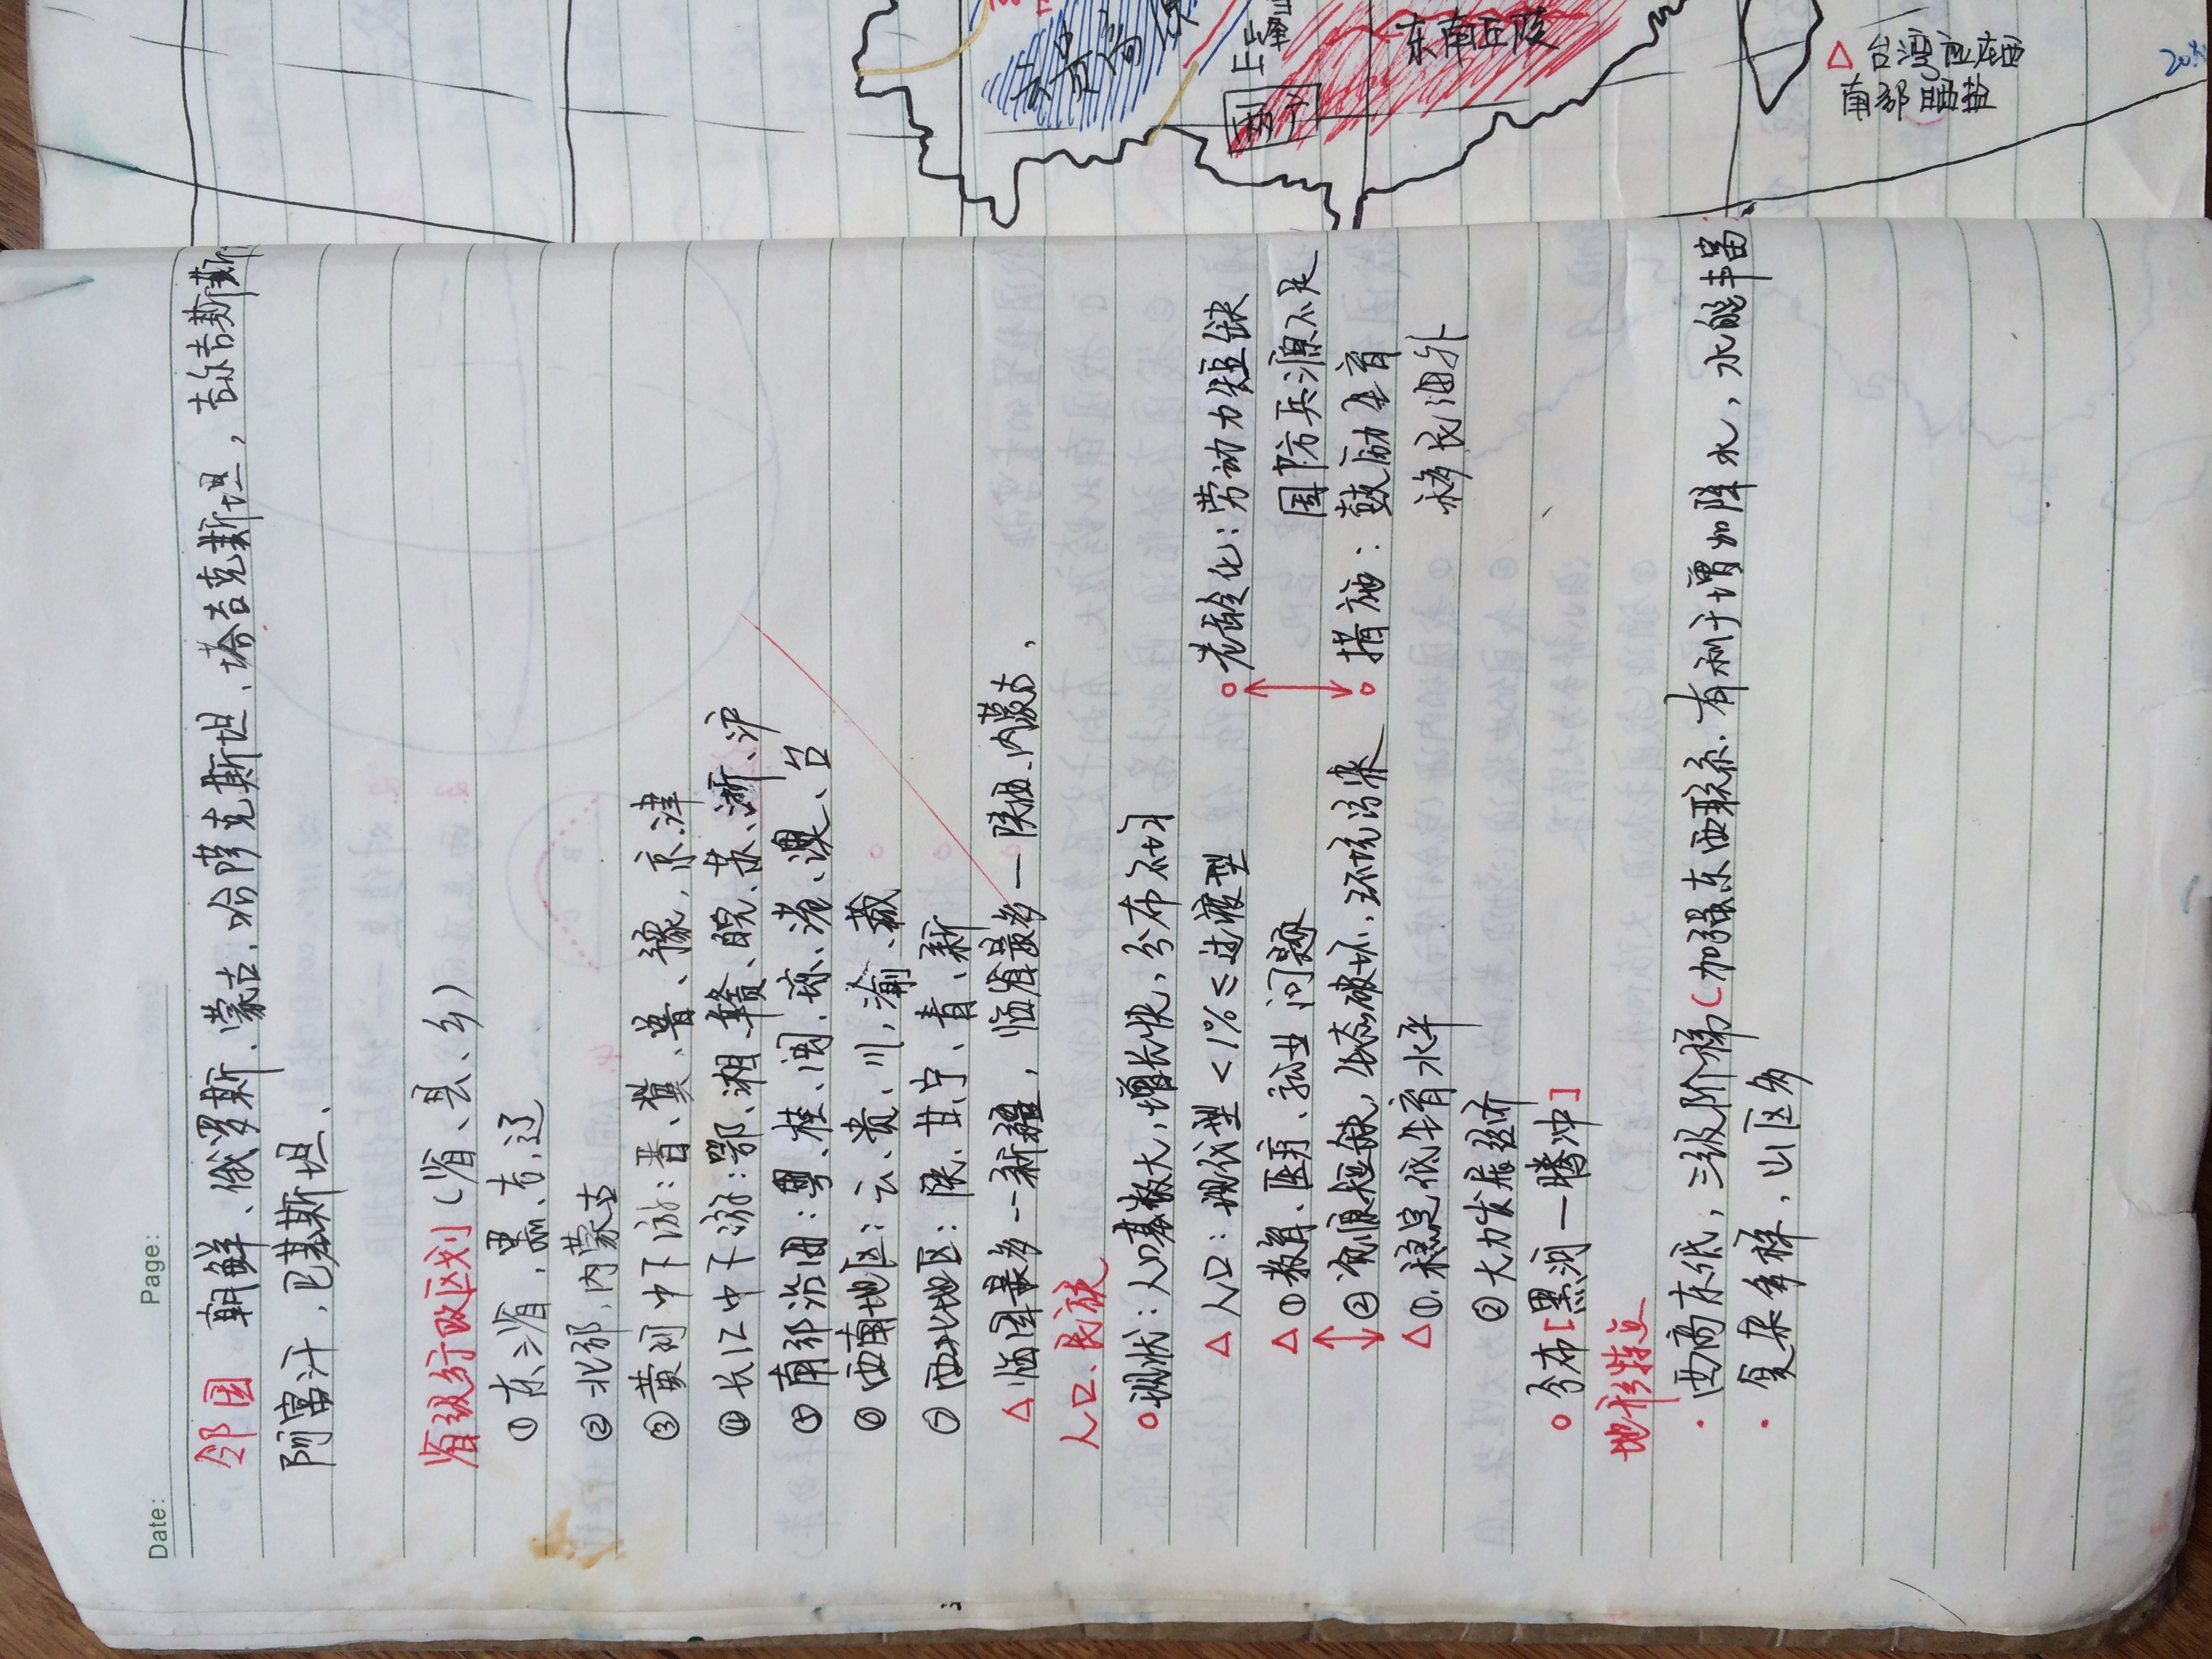 Date: Page:
邻国 朝鲜、俄罗斯、蒙古、哈萨克斯坦、塔吉克斯坦，吉尔吉斯斯
阿富汗，巴基斯坦、
省级行政区划（省、县、乡）
①东三省，黑、吉、辽
②北部，内蒙古
③黄河中下游：晋、冀、鲁、豫，京、津
④长江中下游：鄂、湘、赣、皖、苏、浙、沪
⑤南部沿海：粤、桂、闽、琼、港、澳、台
⑥西南地区：云、贵、川，渝、藏
⑦西北地区：陕、甘、宁、青、新
△临国最多--新疆，临省最多—陕西、内蒙古，
人口、民族
○现状：人口基数大，增长快，分布不均
△人口：现代型<1%≤过渡型
△①教育、医疗、就业问题
②资源短缺，生态破坏，环境污染
△①.稳定低生育水平
②大力发展经济
○老龄化：劳动力短缺
国防兵源不足
○措施：鼓励生育
移民海外
○分布[黑河—腾冲]
地形特点
·西高东低，三级阶梯(加强东西联系.有利于增加降水，水能丰富
·复杂多样，山区多
东南丘陵
△台湾
南部